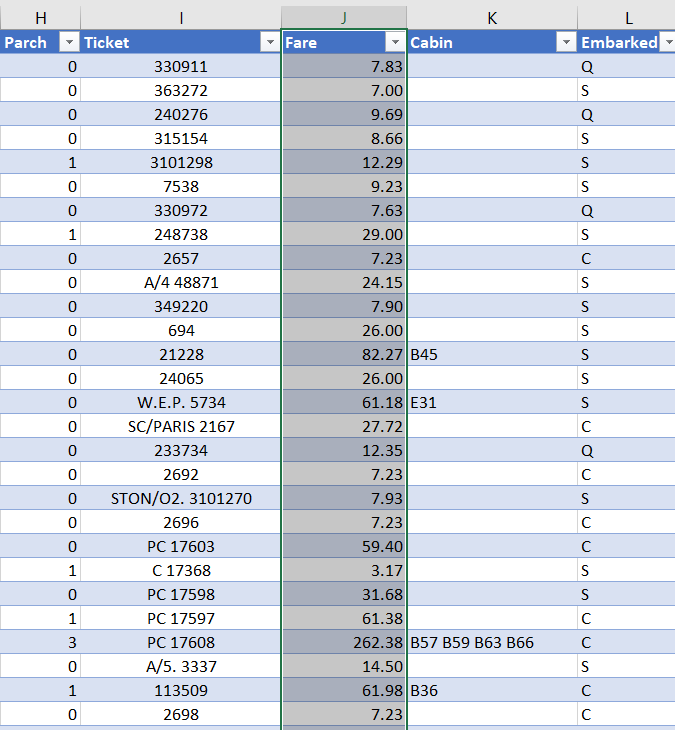 H I J K L
Parch Ticket Fare Cabin Embarked
0 330911 7.83 Q
0 363272 7.00 S
0 240276 9.69 Q
0 315154 8.66 S
1 3101298 12.29 S
0 7538 9.23 S
0 330972 7.63 Q
1 248738 29.00 S
0 2657 7.23 C
0 A/4 48871 24.15 S
0 349220 7.90 S
0 694 26.00 S
0 21228 82.27 B45 S
0 24065 26.00 S
0 W.E.P. 5734 61.18 E31 S
0 SC/PARIS 2167 27.72 C
0 233734 12.35 Q
0 2692 7.23 C
0 STON/O2. 3101270 7.93 S
0 2696 7.23 C
0 PC 17603 59.40 C
1 C 17368 3.17 S
0 PC 17598 31.68 S
1 PC 17597 61.38 C
3 PC 17608 262.38 B57 B59 B63 B66 C
0 A/5. 3337 14.50 S
1 113509 61.98 B36 C
0 2698 7.23 C